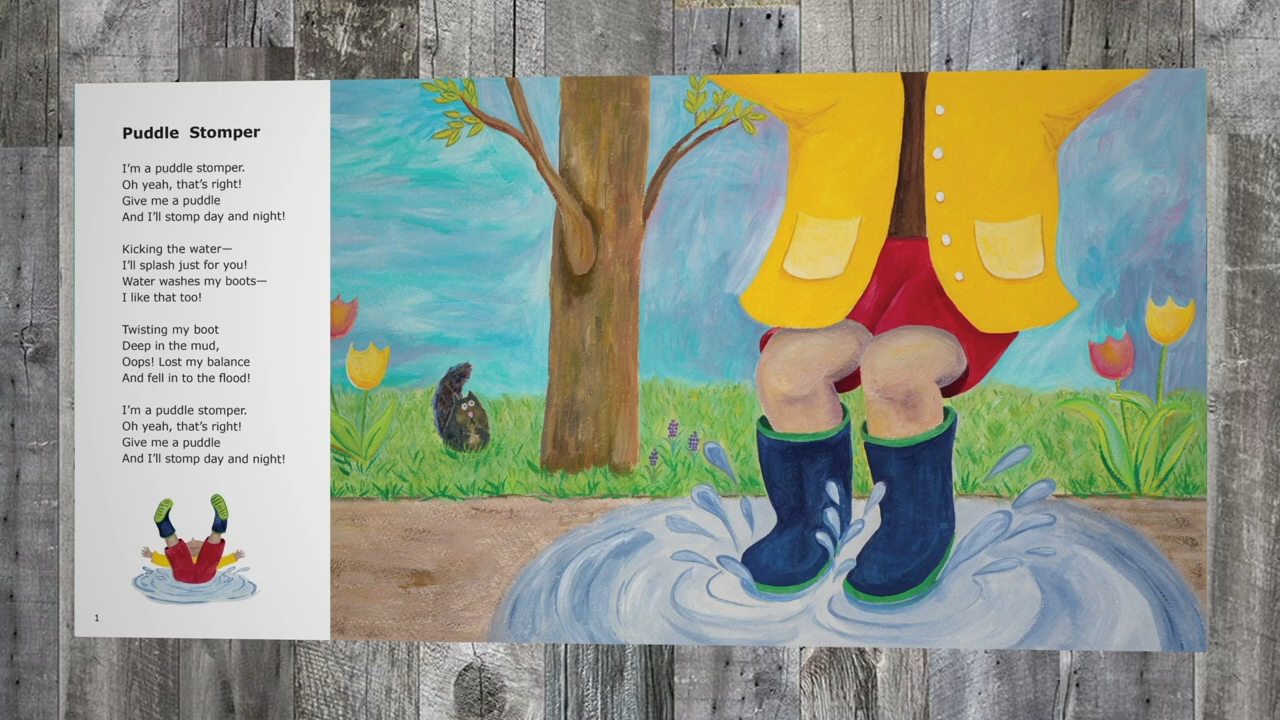 Puddle Stomper
I'm a puddle stomper.
Oh yeah, that's right!
Give me a puddle
And I'll stomp day and night!
Kicking the water—
I'll splash just for you!
Water washes my boots—
I like that too!
Twisting my boot
Deep in the mud,
Oops! Lost my balance
And fell in to the flood!
I'm a puddle stomper.
Oh yeah, that's right!
Give me a puddle
And I'll stomp day and night!
1